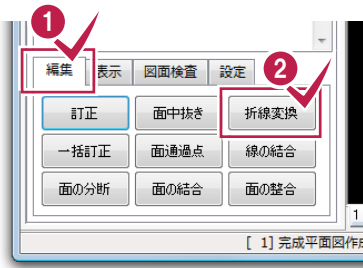 1
2
編集 表示 図面検査 設定
訂正 面中抜き 折線変換
一括訂正 面通過点 線の結合
面の分断 面の結合 面の整合
1
[ 1] 完成平面図作成